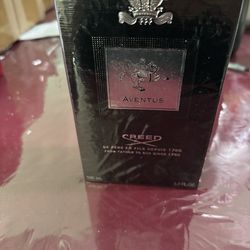 AVENTUS
CREED
DE PERE EN FILS DEPUIS 1760
FROM FATHER TO SON SINCE 1760